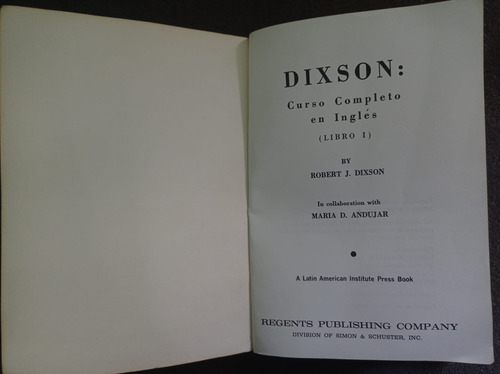 DIXSON:
Curso Completo
en Inglés
(LIBRO I)
BY
ROBERT J. DIXSON
In collaboration with
MARIA D. ANDUJAR
A Latin American Institute Press Book
REGENTS PUBLISHING COMPANY
DIVISION OF SIMON & SCHUSTER, INC.